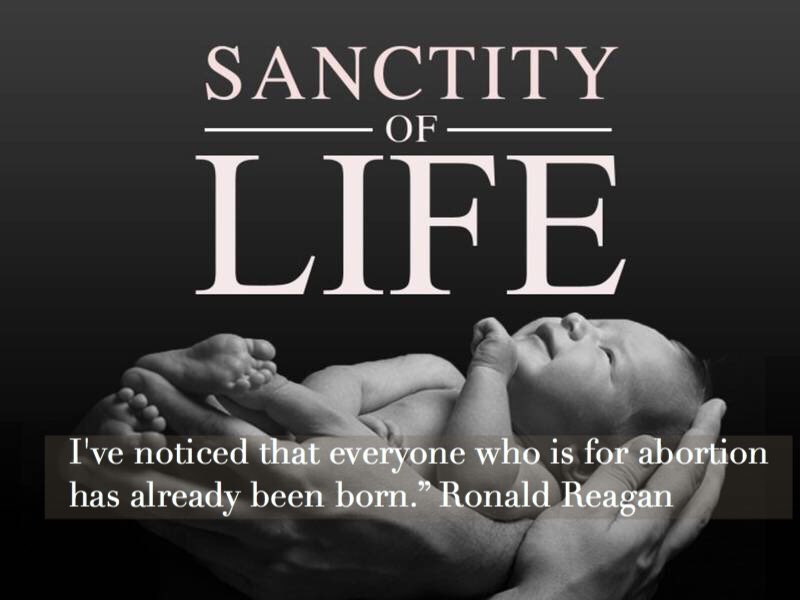 SANCTITY
OF
LIFE
I've noticed that everyone who is for abortion
has already been born.” Ronald Reagan